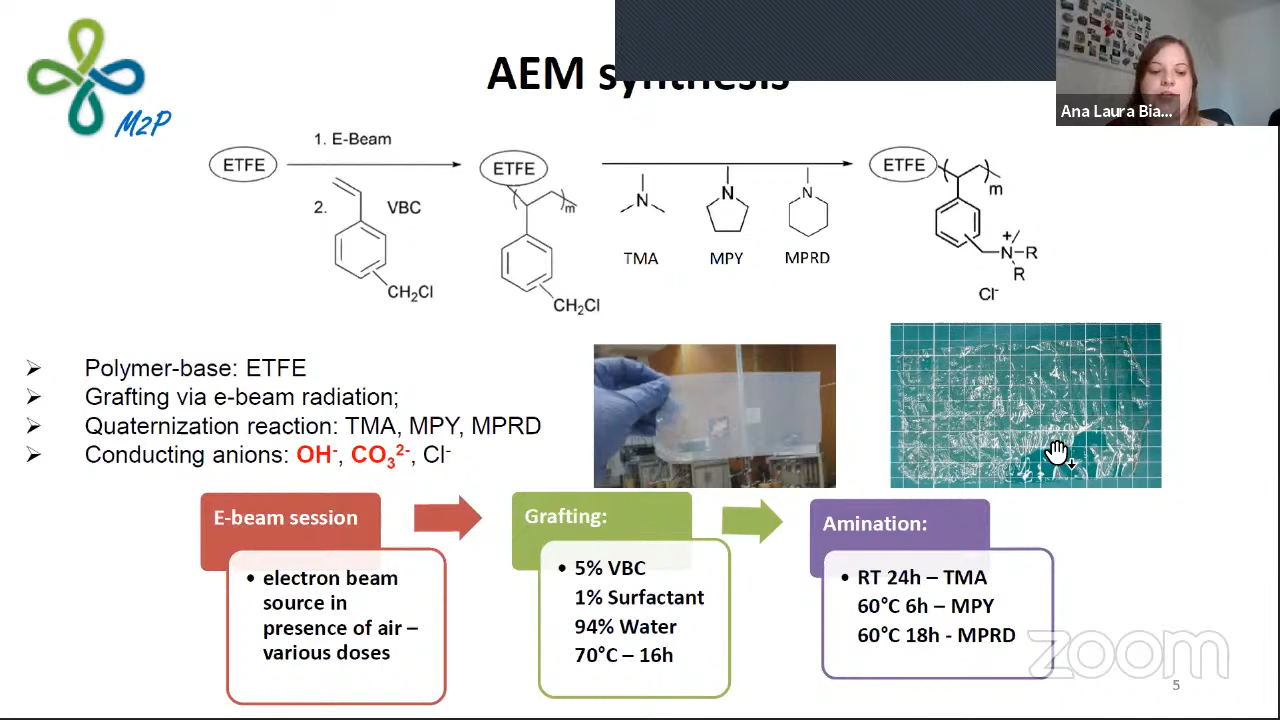 M2P
AEM synthesis
Ana Laura Bia...
ETFE
1. E-Beam
2.
VBC
CH2Cl
ETFE
m
CH2Cl
N
TMA
N
MPY
N
MPRD
ETFE
m
+
N
R
R
Cl-
Polymer-base: ETFE
Grafting via e-beam radiation;
Quaternization reaction: TMA, MPY, MPRD
Conducting anions: OH-, CO3 2-, Cl-
E-beam session
• electron beam
source in
presence of air –
various doses
Grafting:
• 5% VBC
1% Surfactant
94% Water
70°C – 16h
Amination:
• RT 24h – TMA
60°C 6h – MPY
60°C 18h - MPRD
zoom
5